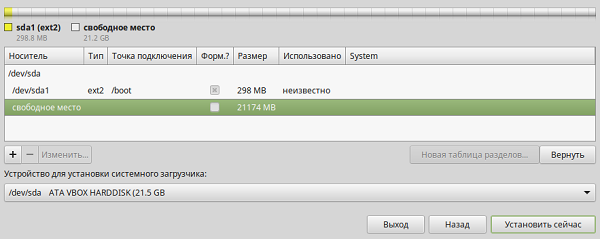 sda1 (ext2) свободное место
298.8 MB 21.2 GB
Носитель Тип Точка подключения Форм.? Размер Использовано System
/dev/sda
/dev/sda1 ext2 /boot 298 MB неизвестно
свободное место 21174 MB
+ − Изменить... Новая таблица разделов... Вернуть
Устройство для установки системного загрузчика:
/dev/sda ATA VBOX HARDDISK (21.5 GB
Выход Назад Установить сейчас